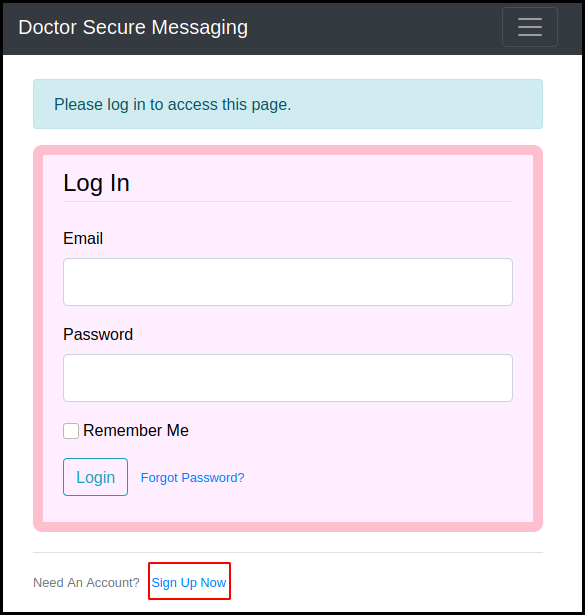 Doctor Secure Messaging
Please log in to access this page.
Log In
Email
Password
Remember Me
Login Forgot Password?
Need An Account? Sign Up Now